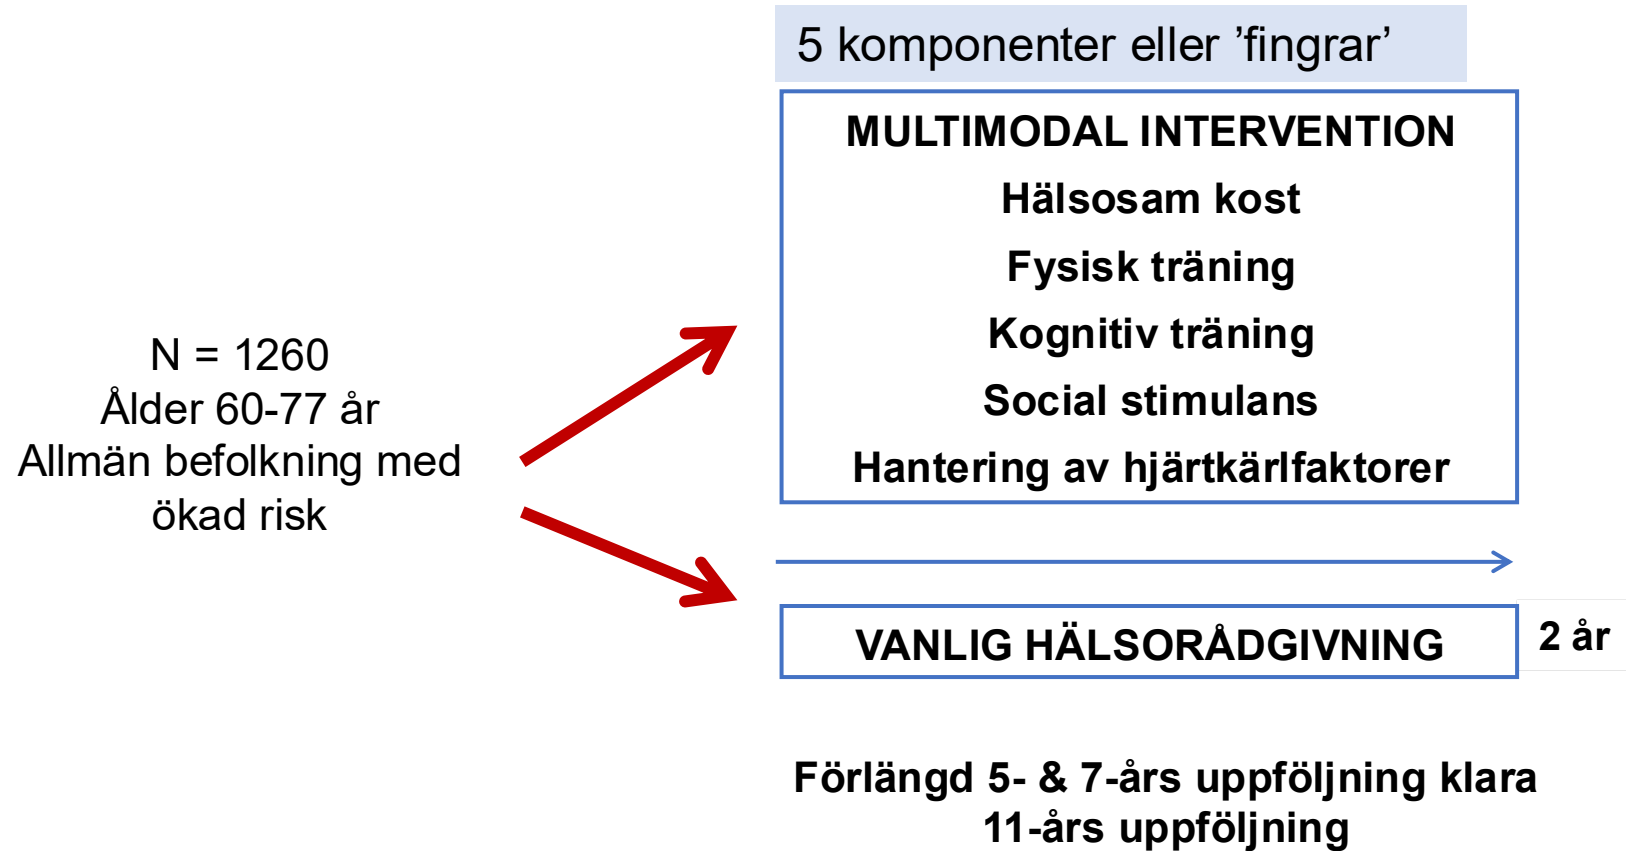 5 komponenter eller ’fingrar’
MULTIMODAL INTERVENTION
Hälsosam kost
Fysisk träning
Kognitiv träning
Social stimulans
Hantering av hjärtkärlfaktorer
N = 1260
Ålder 60-77 år
Allmän befolkning med
ökad risk
VANLIG HÄLSORÅDGIVNING
2 år
Förlängd 5- & 7-års uppföljning klara
11-års uppföljning